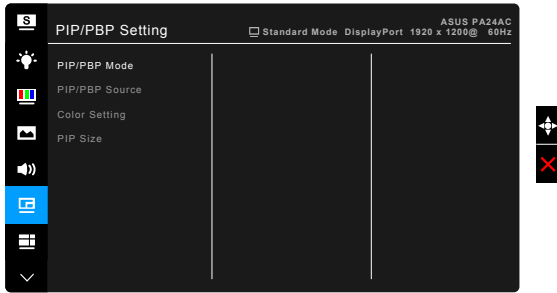 S
PIP/PBP Setting
ASUS PA24AC
Standard Mode DisplayPort 1920 x 1200@ 60Hz
PIP/PBP Mode
PIP/PBP Source
Color Setting
PIP Size